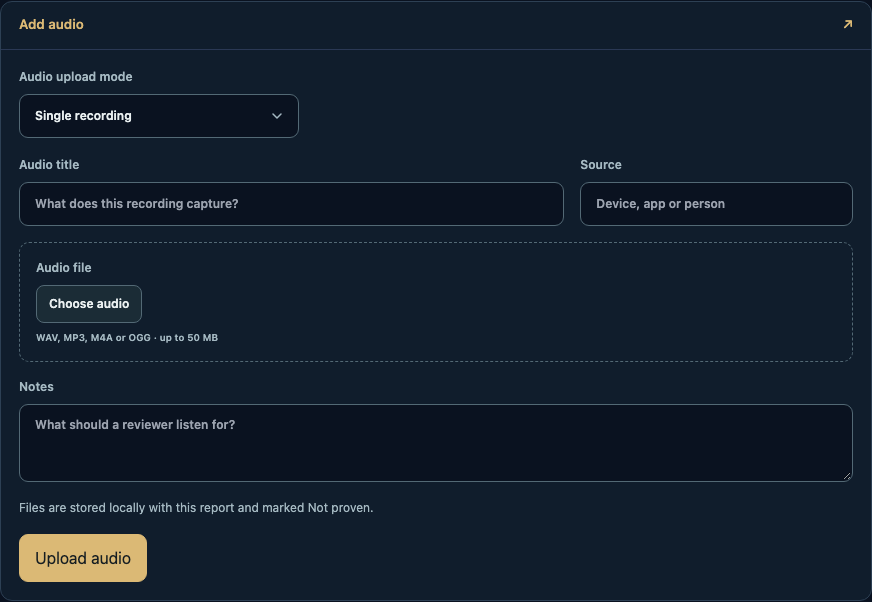 Add audio
Audio upload mode
Single recording
Audio title
Source
What does this recording capture?
Device, app or person
Audio file
Choose audio
WAV, MP3, M4A or OGG · up to 50 MB
Notes
What should a reviewer listen for?
Files are stored locally with this report and marked Not proven.
Upload audio